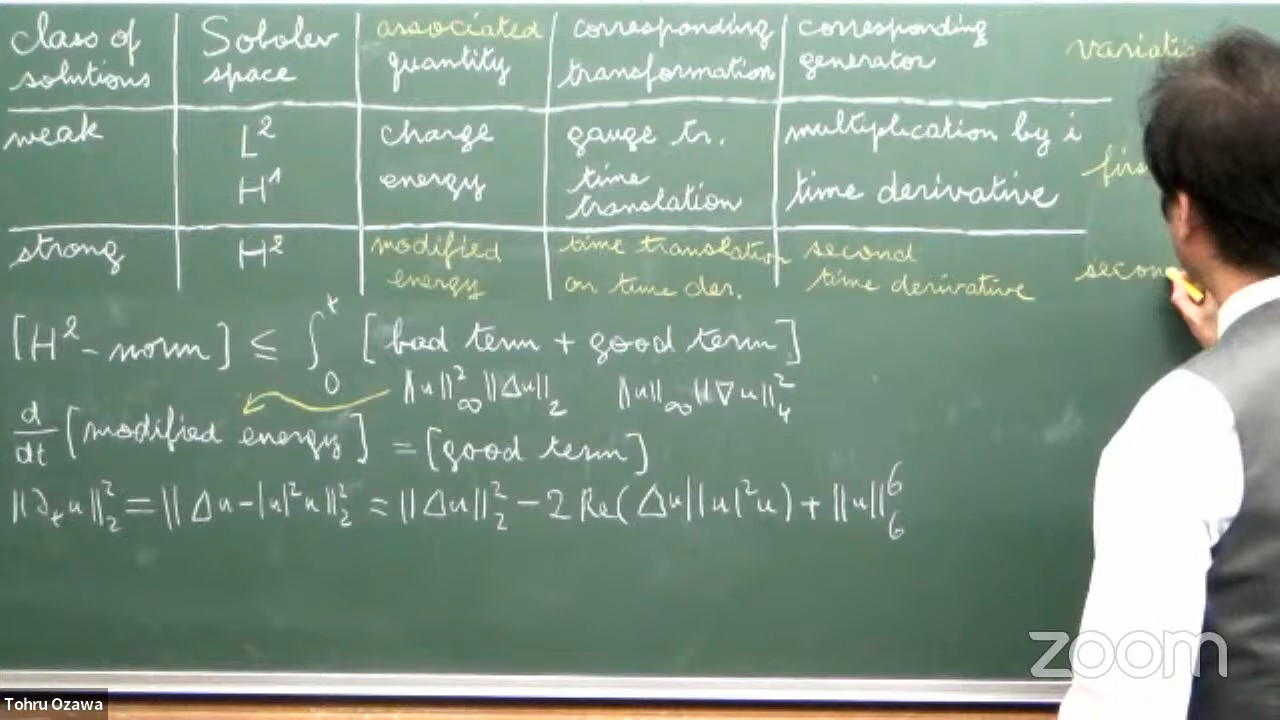 class of solutions | Sobolev space | associated quantity | corresponding transformation | corresponding generator
weak | L² | charge | gauge tr. | multiplication by i
H¹ | energy | time translation | time derivative
strong | H² | modified energy | time translation on time der. | second time derivative
[H²-norm] ≤ ∫₀ᵗ [bad term + good term]
‖u‖²_∞ ‖Δu‖₂ ‖u‖_∞ ‖∇u‖²₄
d/dt [modified energy] = [good term]
‖∂ₜu‖²₂ = ‖Δu-|u|²u‖²₂ = ‖Δu‖²₂ - 2 Re(Δu||u|²u) + ‖u‖⁶₆
zoom
Tohru Ozawa